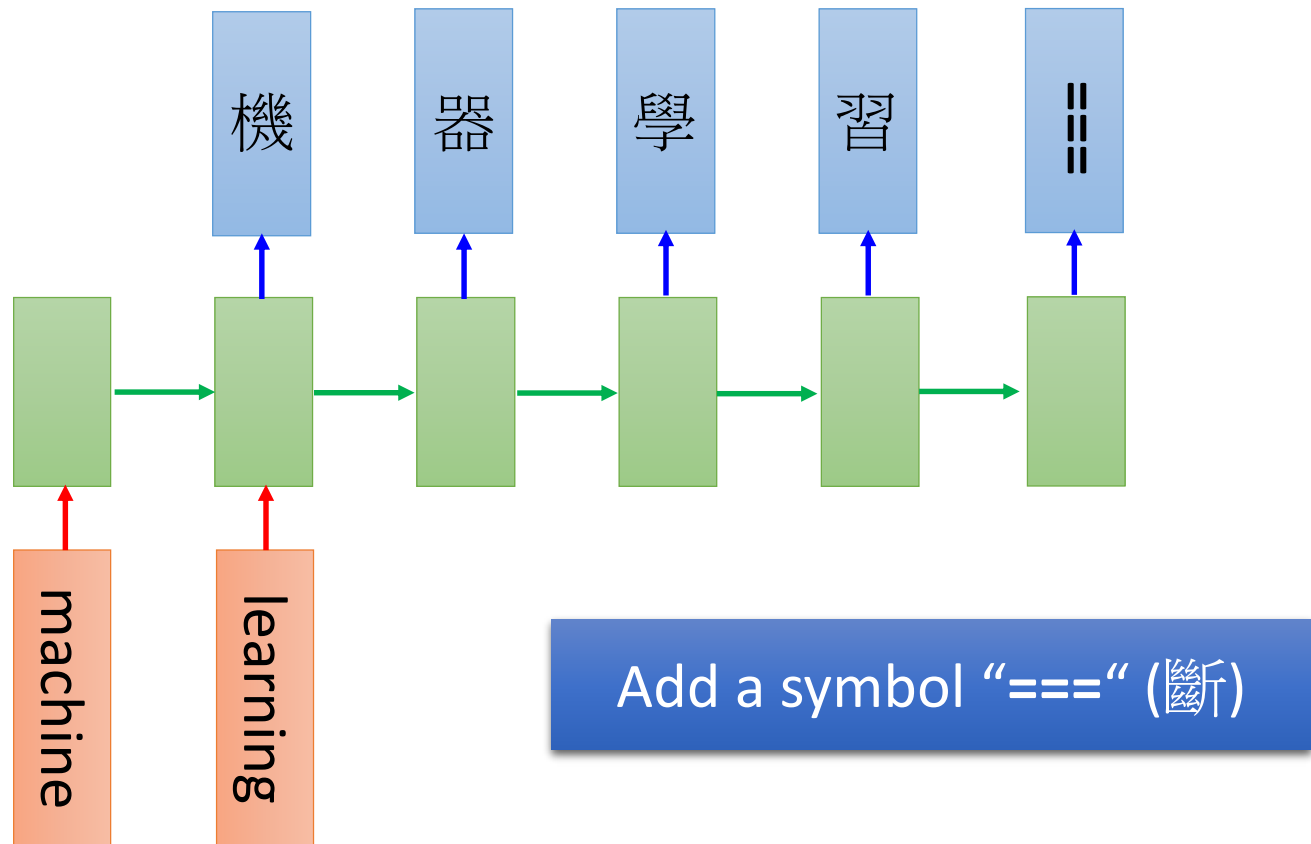 機
器
學
習
===
machine
learning
Add a symbol “===“ (斷)